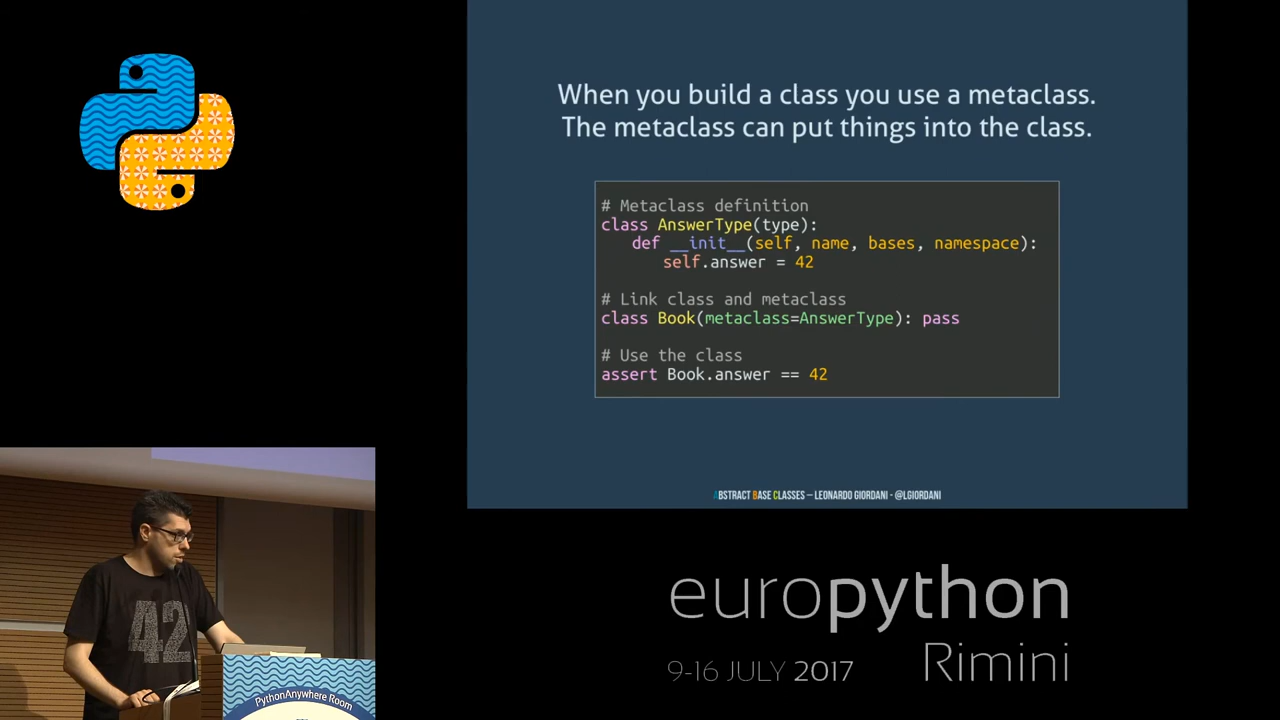 When you build a class you use a metaclass.
The metaclass can put things into the class.
# Metaclass definition
class AnswerType(type):
def __init__(self, name, bases, namespace):
self.answer = 42
# Link class and metaclass
class Book(metaclass=AnswerType): pass
# Use the class
assert Book.answer == 42
ABSTRACT BASE CLASSES – LEONARDO GIORDANI - @LGIORDANI
42
PythonAnywhere Room
europython
Rimini
9-16 JULY 2017